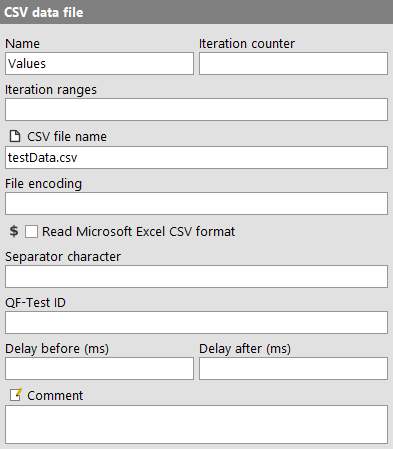 CSV data file
Name Iteration counter
Values
Iteration ranges
CSV file name
testData.csv
File encoding
$ Read Microsoft Excel CSV format
Separator character
QF-Test ID
Delay before (ms) Delay after (ms)
Comment